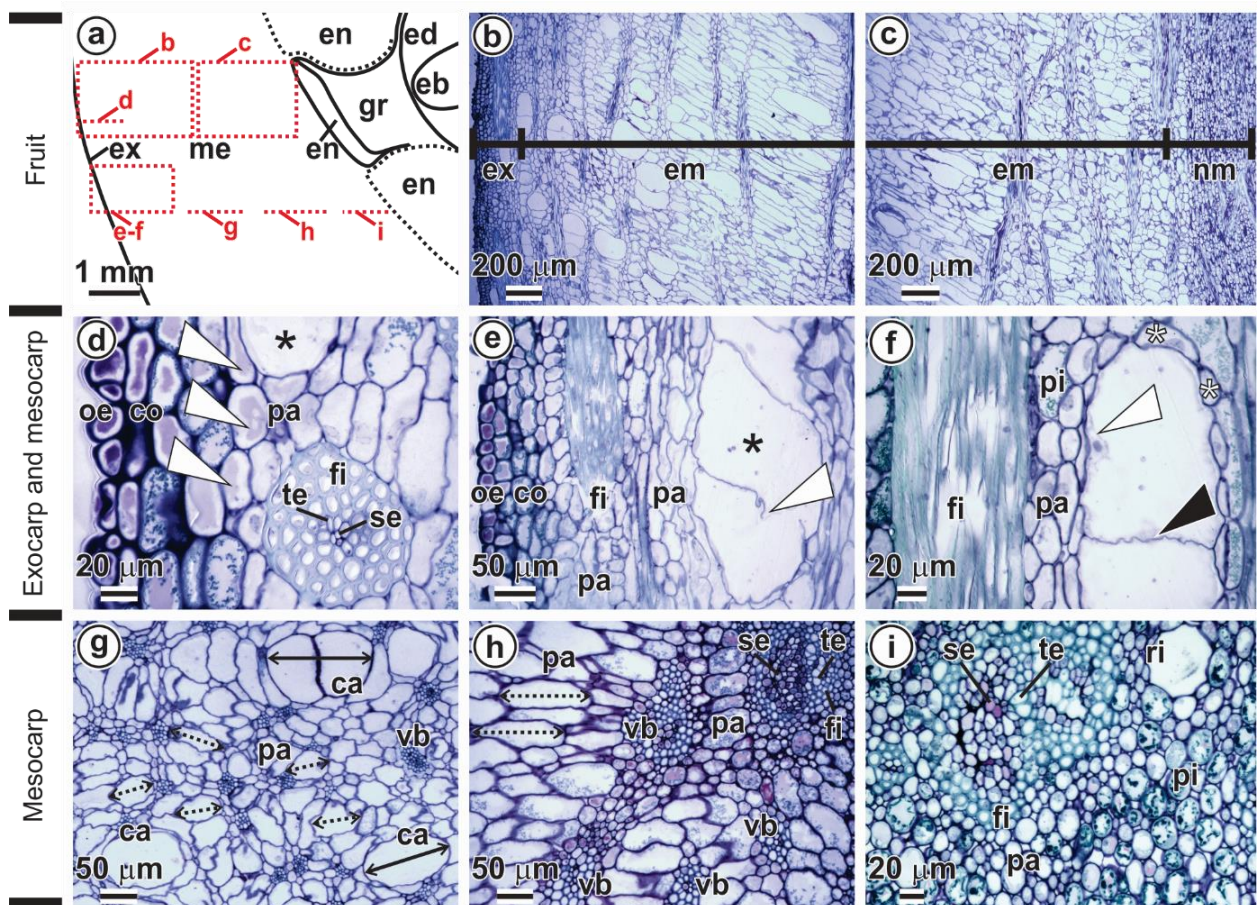 Fruit
a
b
c
d
ex
me
en
gr
en
ed
eb
en
e-f
g
h
i
1 mm
b
ex
em
200 µm
c
em
nm
200 µm
Exocarp and mesocarp
d
*
oe co
pa
fi
te
se
20 µm
e
*
oe co
fi
pa
pa
50 µm
f
*
*
pi
fi
pa
20 µm
Mesocarp
g
ca
pa
vb
ca
ca
50 µm
h
pa
se
te
vb
pa
fi
vb
vb
vb
50 µm
i
se
te
ri
pi
fi
pa
20 µm